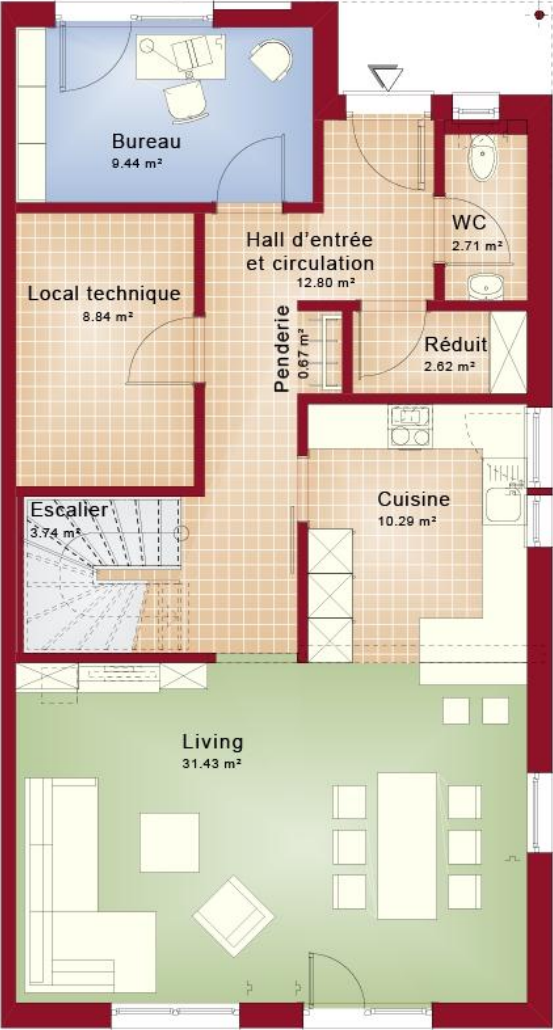 Bureau
9.44 m²
WC
2.71 m²
Hall d'entrée
et circulation
12.80 m²
Local technique
8.84 m²
Penderie
0.67 m²
Réduit
2.62 m²
Escalier
3.74 m²
Cuisine
10.29 m²
Living
31.43 m²